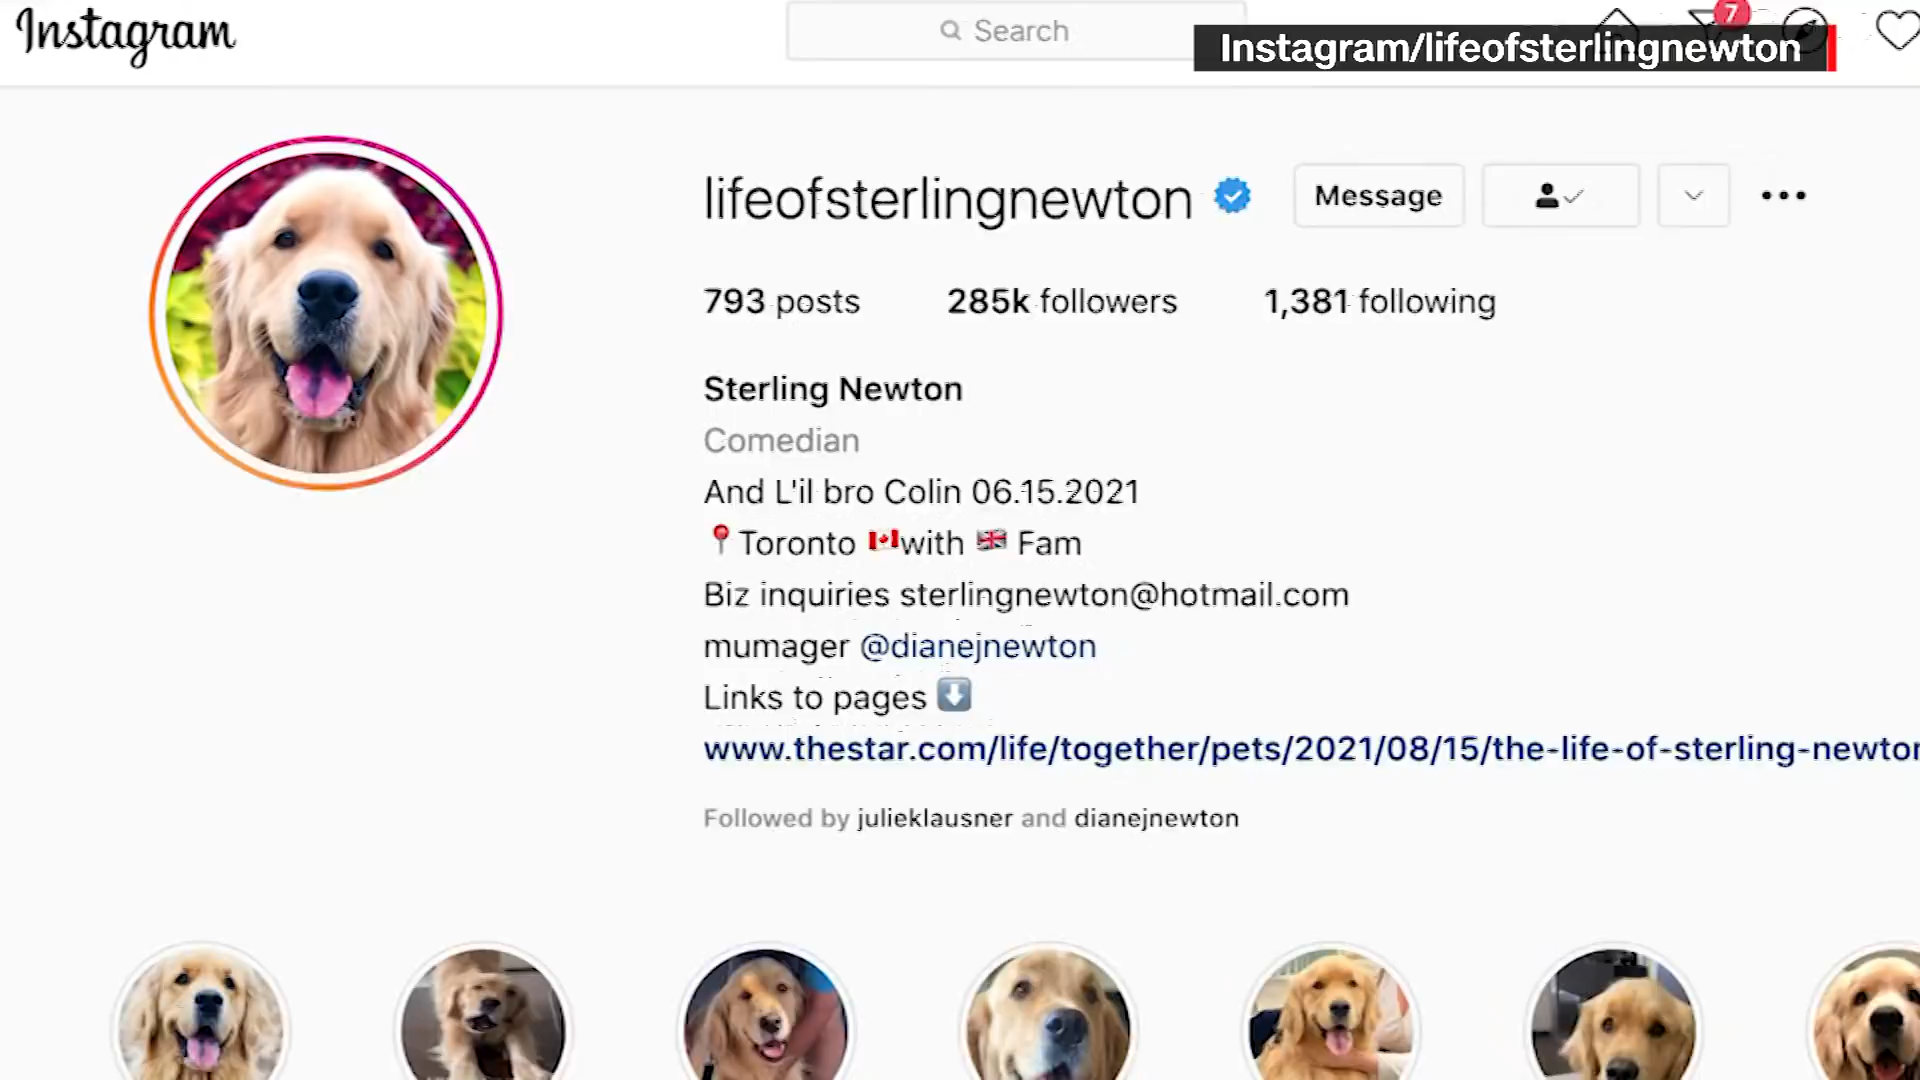 Instagram
Search
7
Instagram/lifeofsterlingnewton
lifeofsterlingnewton
Message
793 posts 285k followers 1,381 following
Sterling Newton
Comedian
And L'il bro Colin 06.15.2021
📍Toronto 🇨🇦with 🇬🇧 Fam
Biz inquiries sterlingnewton@hotmail.com
mumager @dianejnewton
Links to pages ⬇️
www.thestar.com/life/together/pets/2021/08/15/the-life-of-sterling-newton
Followed by julieklausner and dianejnewton